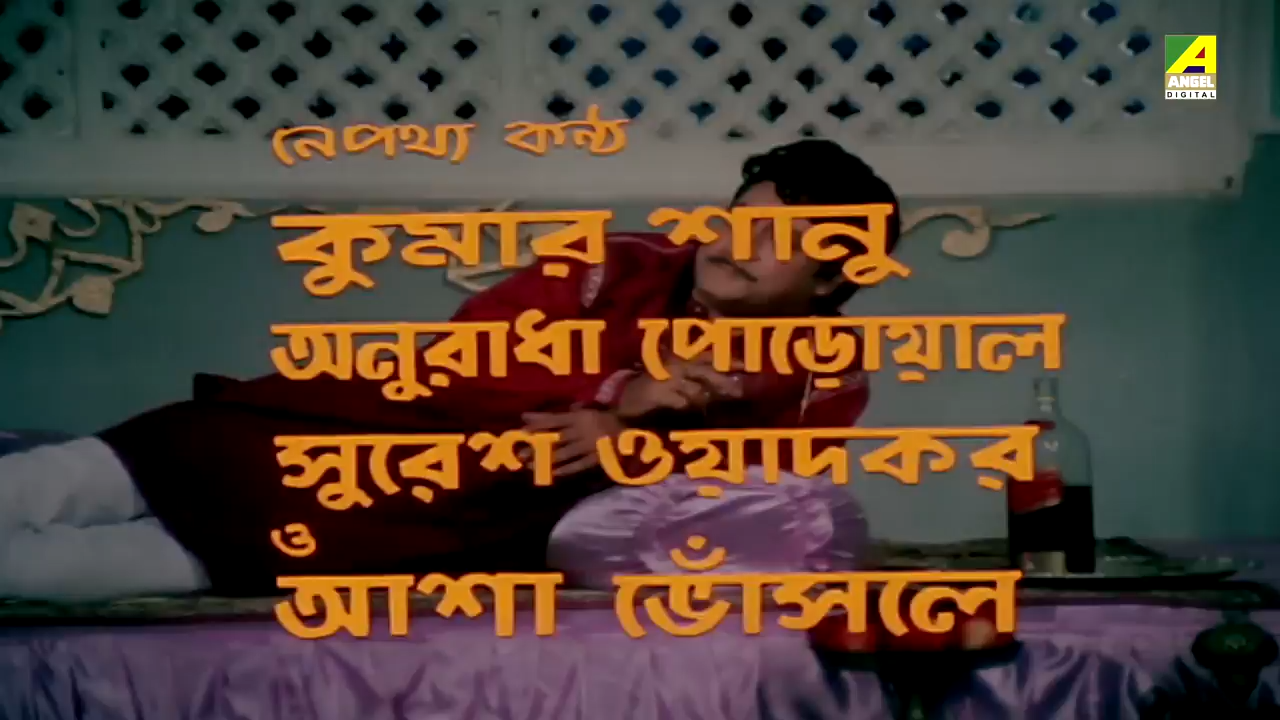 ANGEL
DIGITAL
নেপথ্য কন্ঠ
কুমার শানু
অনুরাধা পোড়োয়াল
সুরেশ ওয়াদকর
ও
আশা ভোঁসলে